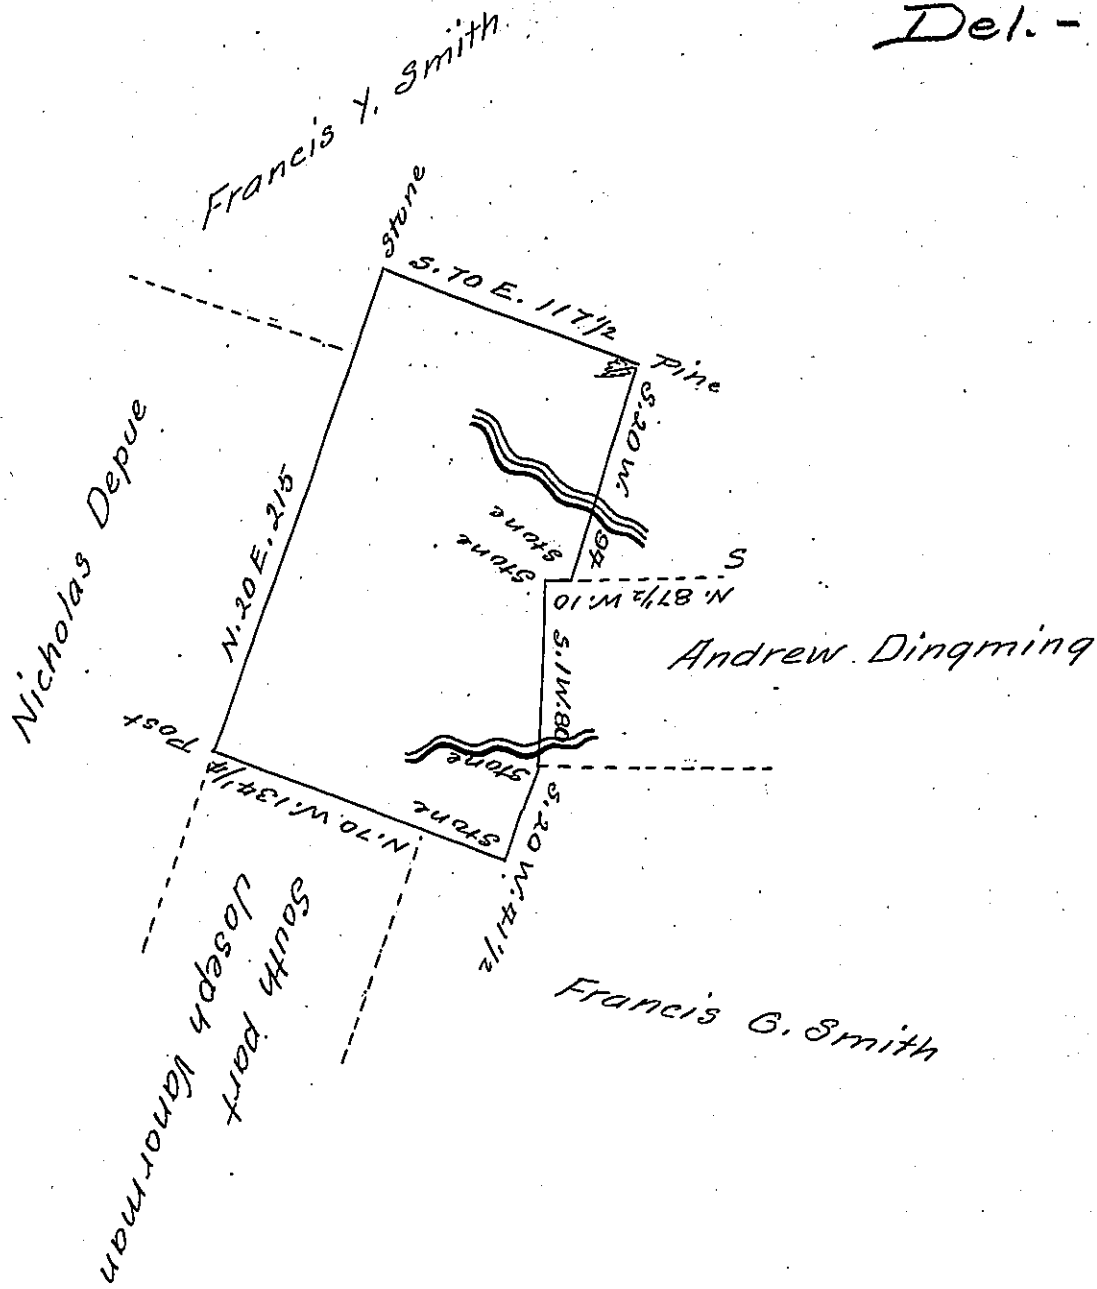 Del. -
Francis Y. Smith
Stone
S. 70 E. 117 1/2
Pine
S. 20 W. 94
Stone
Stone
S
N. 87 1/2 W. 10
Andrew Dingming
S. 1 W. 80
Stone
S. 20 W. 41 1/2
Stone
N. 70 W. 134 1/4
Post
N. 20 E. 215
Nicholas Depue
South part
Joseph Vanorman
Francis G. Smith